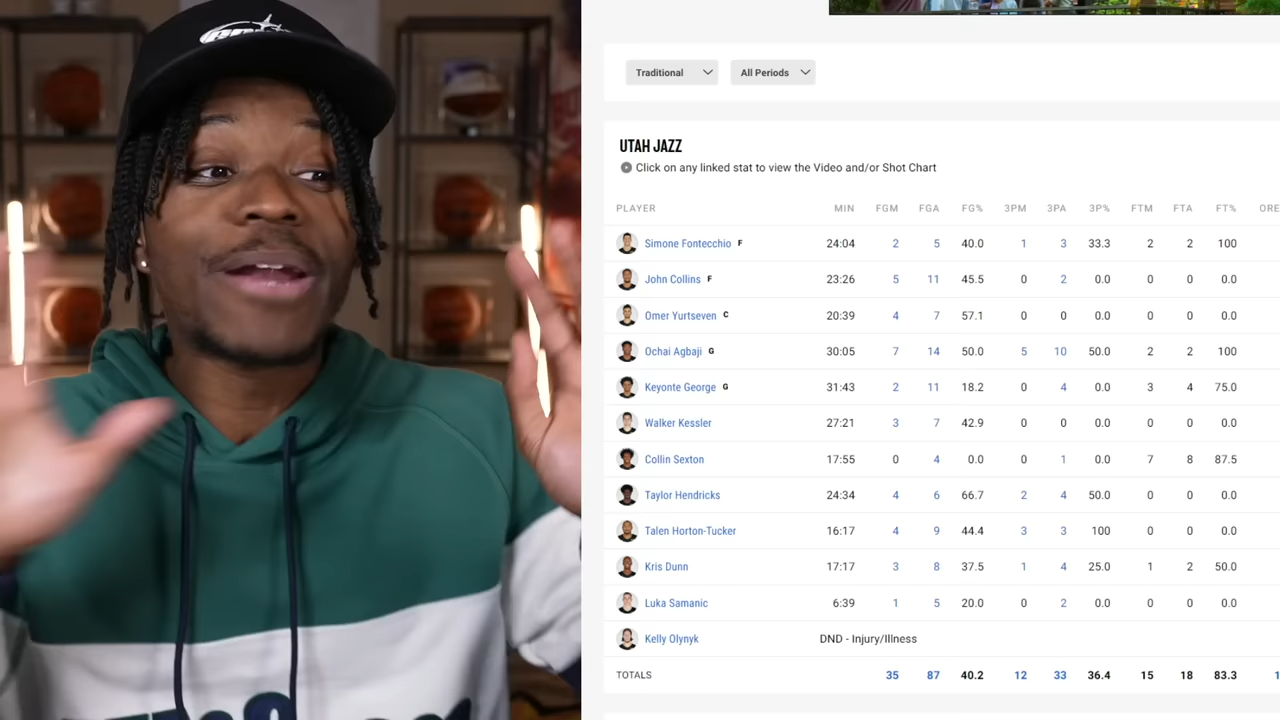 Traditional All Periods
UTAH JAZZ
Click on any linked stat to view the Video and/or Shot Chart
PLAYER MIN FGM FGA FG% 3PM 3PA 3P% FTM FTA FT% ORE
Simone Fontecchio F 24:04 2 5 40.0 1 3 33.3 2 2 100
John Collins F 23:26 5 11 45.5 0 2 0.0 0 0 0.0
Omer Yurtseven C 20:39 4 7 57.1 0 0 0.0 0 0 0.0
Ochai Agbaji G 30:05 7 14 50.0 5 10 50.0 2 2 100
Keyonte George G 31:43 2 11 18.2 0 4 0.0 3 4 75.0
Walker Kessler 27:21 3 7 42.9 0 0 0.0 0 0 0.0
Collin Sexton 17:55 0 4 0.0 0 1 0.0 7 8 87.5
Taylor Hendricks 24:34 4 6 66.7 2 4 50.0 0 0 0.0
Talen Horton-Tucker 16:17 4 9 44.4 3 3 100 0 0 0.0
Kris Dunn 17:17 3 8 37.5 1 4 25.0 1 2 50.0
Luka Samanic 6:39 1 5 20.0 0 2 0.0 0 0 0.0
Kelly Olynyk DND - Injury/Illness
TOTALS 35 87 40.2 12 33 36.4 15 18 83.3 1